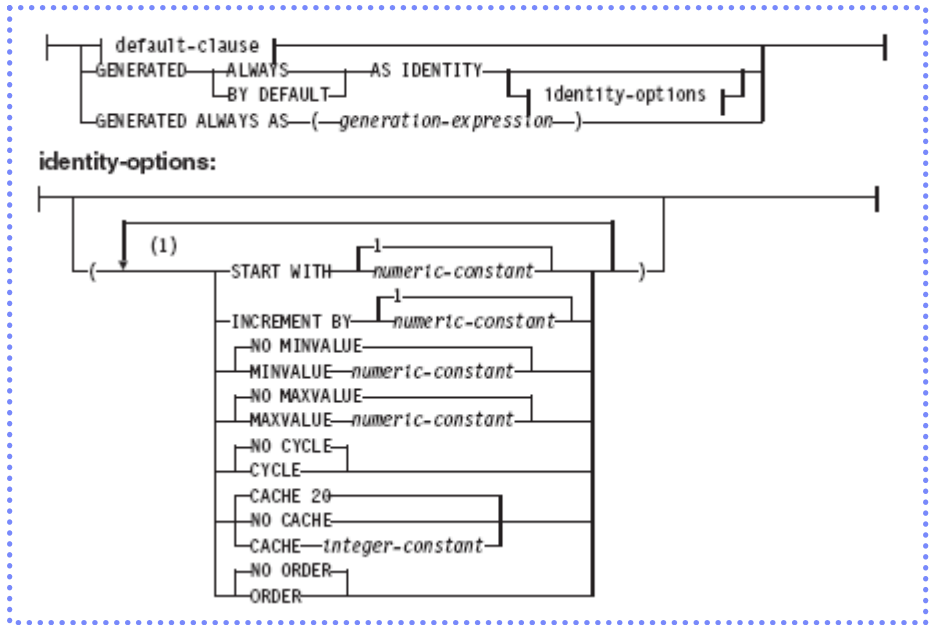 default-clause
GENERATED ALWAYS AS IDENTITY
BY DEFAULT identity-options
GENERATED ALWAYS AS ( generation-expression )
identity-options:
(1) 1
( START WITH numeric-constant )
1
INCREMENT BY numeric-constant
NO MINVALUE
MINVALUE numeric-constant
NO MAXVALUE
MAXVALUE numeric-constant
NO CYCLE
CYCLE
CACHE 20
NO CACHE
CACHE integer-constant
NO ORDER
ORDER